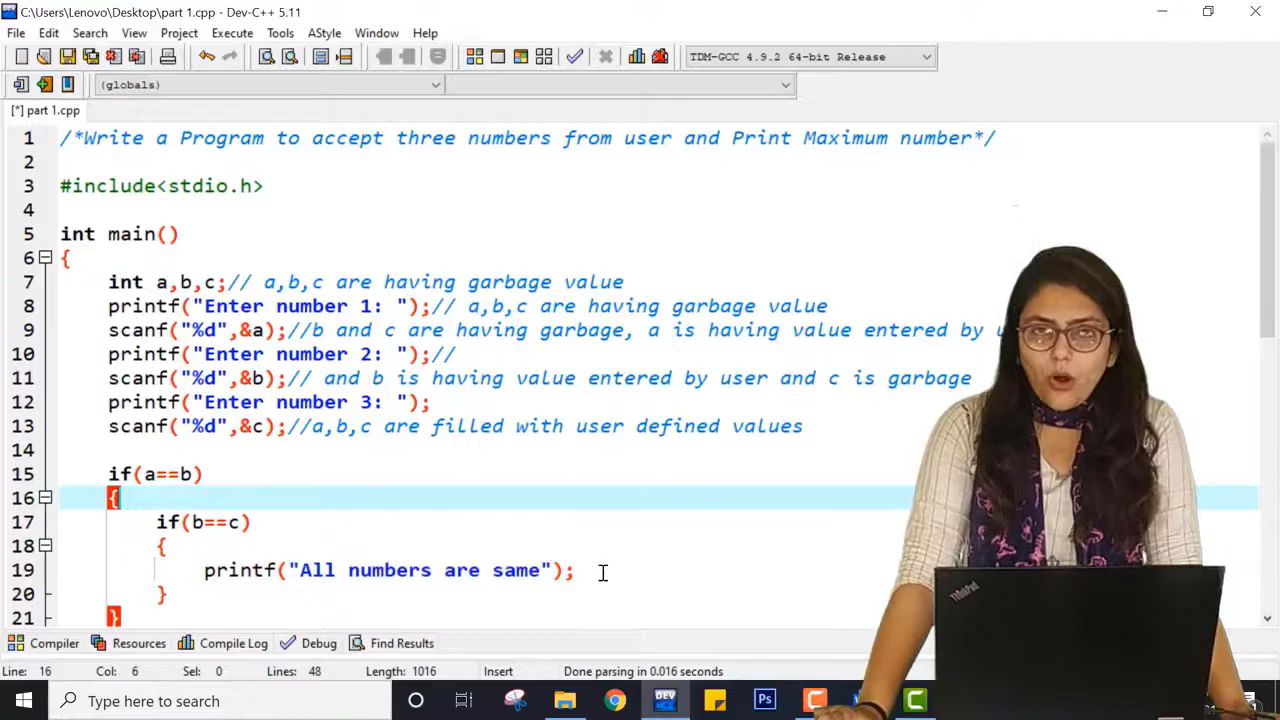 C:\Users\Lenovo\Desktop\part 1.cpp - Dev-C++ 5.11
File Edit Search View Project Execute Tools AStyle Window Help
TDM-GCC 4.9.2 64-bit Release
(globals)
[*] part 1.cpp
1 /*Write a Program to accept three numbers from user and Print Maximum number*/
2
3 #include<stdio.h>
4
5 int main()
6 {
7 int a,b,c;// a,b,c are having garbage value
8 printf("Enter number 1: ");// a,b,c are having garbage value
9 scanf("%d",&a);//b and c are having garbage, a is having value entered by
10 printf("Enter number 2: ");//
11 scanf("%d",&b);// and b is having value entered by user and c is garbage
12 printf("Enter number 3: ");
13 scanf("%d",&c);//a,b,c are filled with user defined values
14
15 if(a==b)
16 {
17 if(b==c)
18 {
19 printf("All numbers are same");
20 }
21 }
Compiler Resources Compile Log Debug Find Results
Line: 16 Col: 6 Sel: 0 Lines: 48 Length: 1016 Insert Done parsing in 0.016 seconds
Type here to search
DEV
Ps
ThinkPad